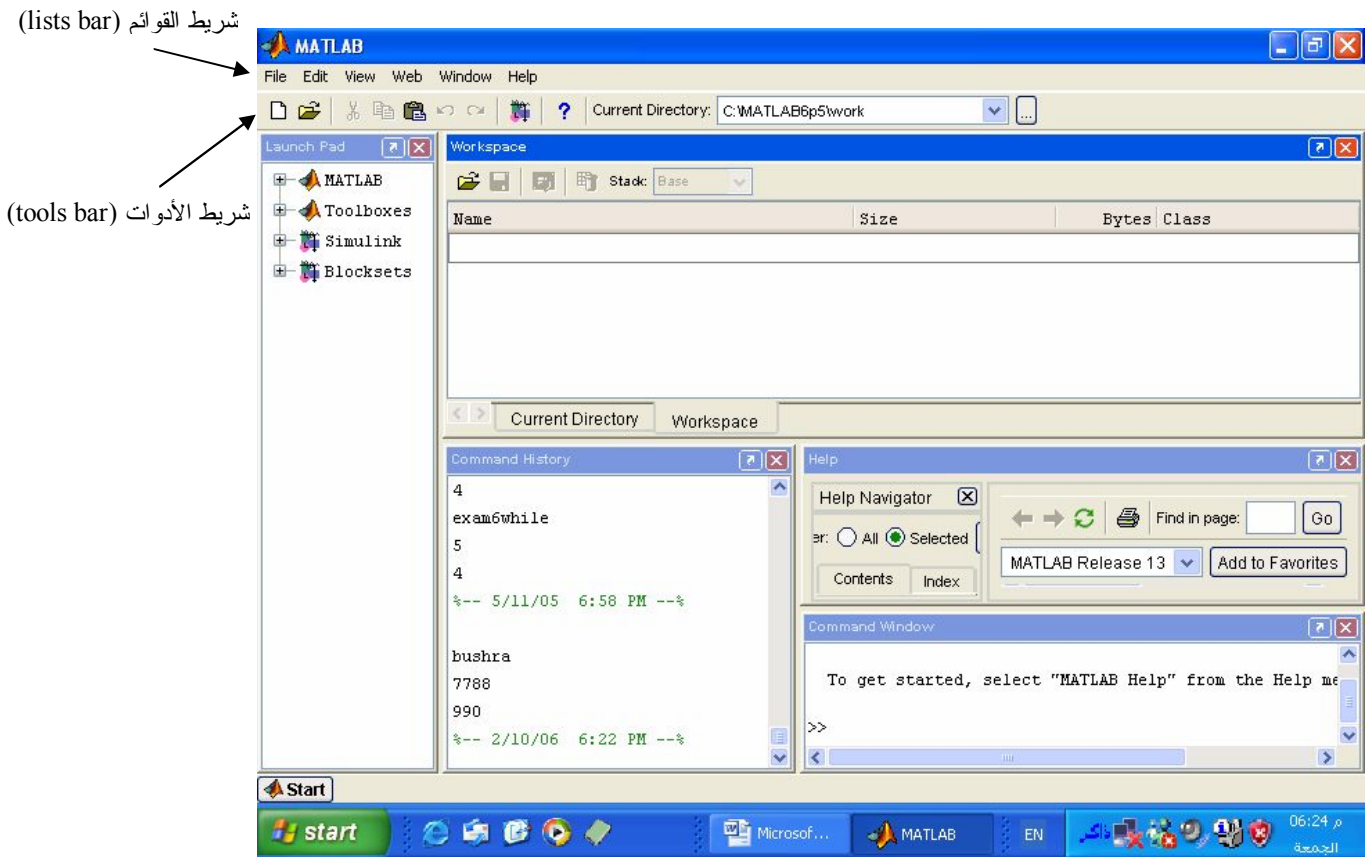 شريط القوائم (lists bar)
MATLAB
File Edit View Web Window Help
? Current Directory: C:\MATLAB6p5\work ...
Launch Pad
MATLAB
Toolboxes
Simulink
Blocksets
شريط الأدوات (tools bar)
Workspace
Stack: Base
Name Size Bytes Class
Current Directory Workspace
Command History
4
exam6while
5
4
%-- 5/11/05 6:58 PM --%
bushra
7788
990
%-- 2/10/06 6:22 PM --%
Help
Help Navigator
er: All Selected
Contents Index
Find in page: Go
MATLAB Release 13 Add to Favorites
Command Window
To get started, select "MATLAB Help" from the Help me
>>
Start
start Microsof... MATLAB EN 06:24 م
الجمعة